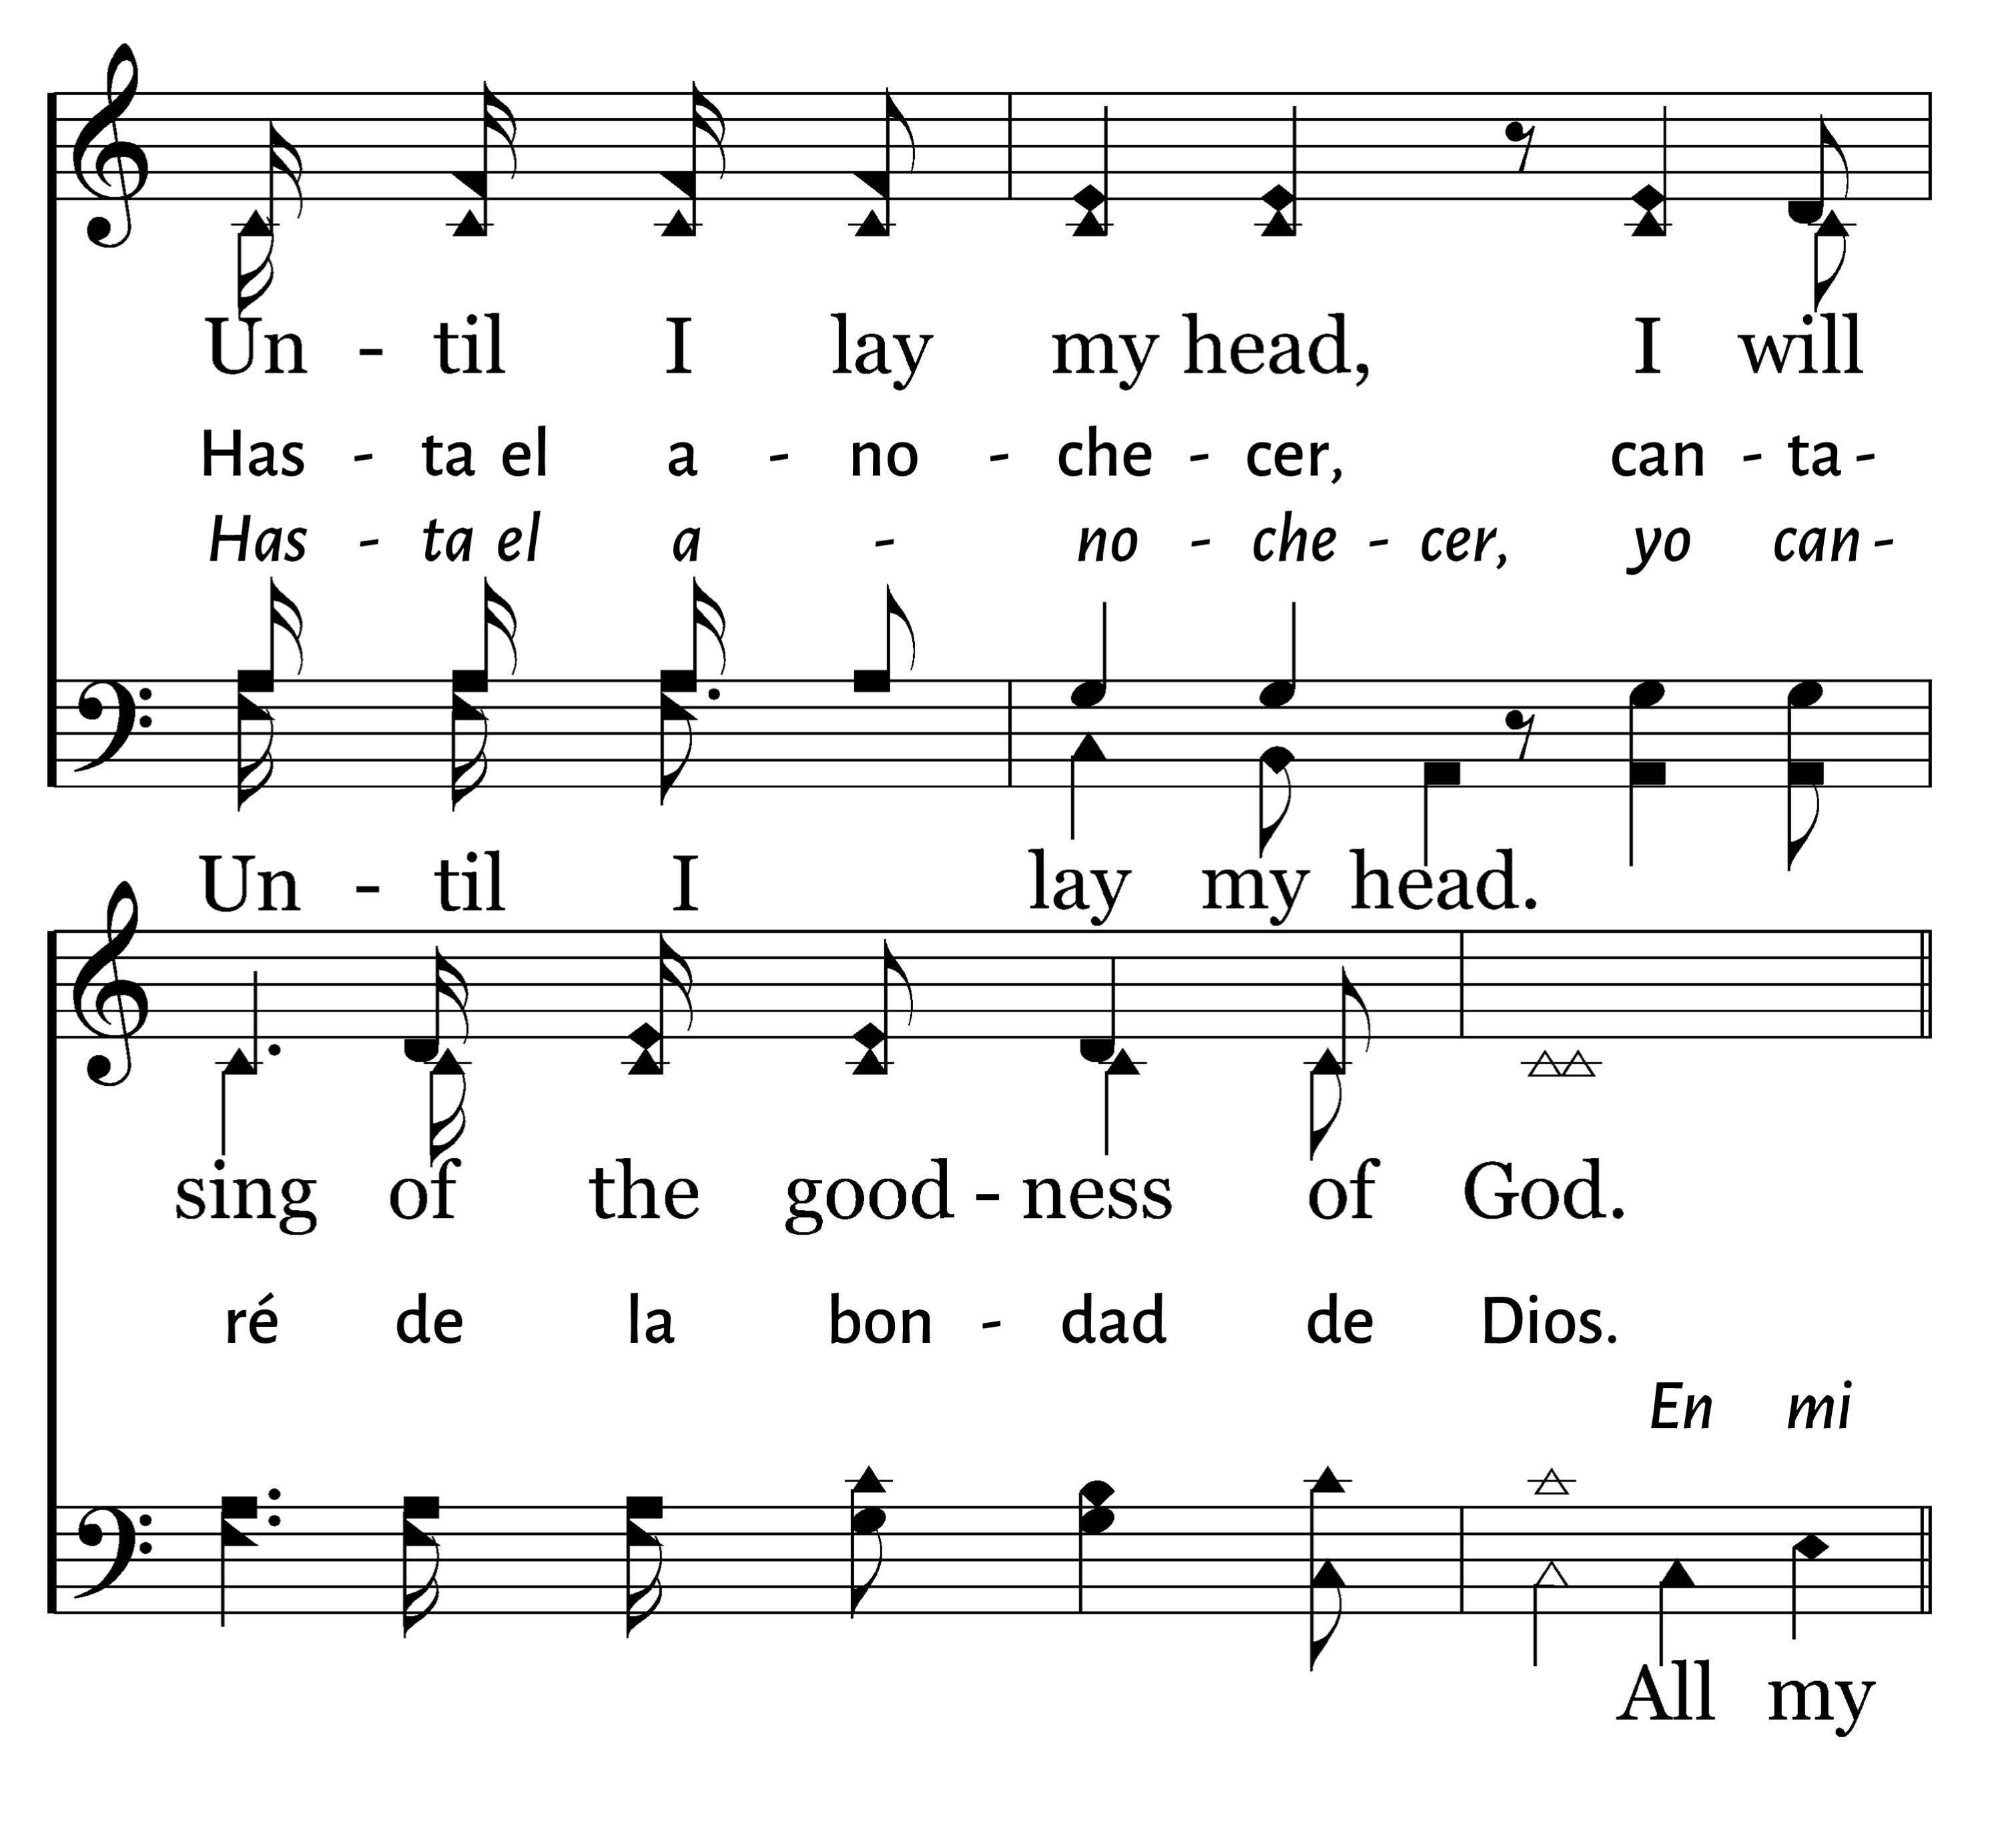 Un - til I lay my head, I will
Has - ta el a - no - che - cer, can - ta -
Has - ta el a - no - che - cer, yo can -
Un - til I lay my head.
sing of the good - ness of God.
ré de la bon - dad de Dios.
En mi
All my